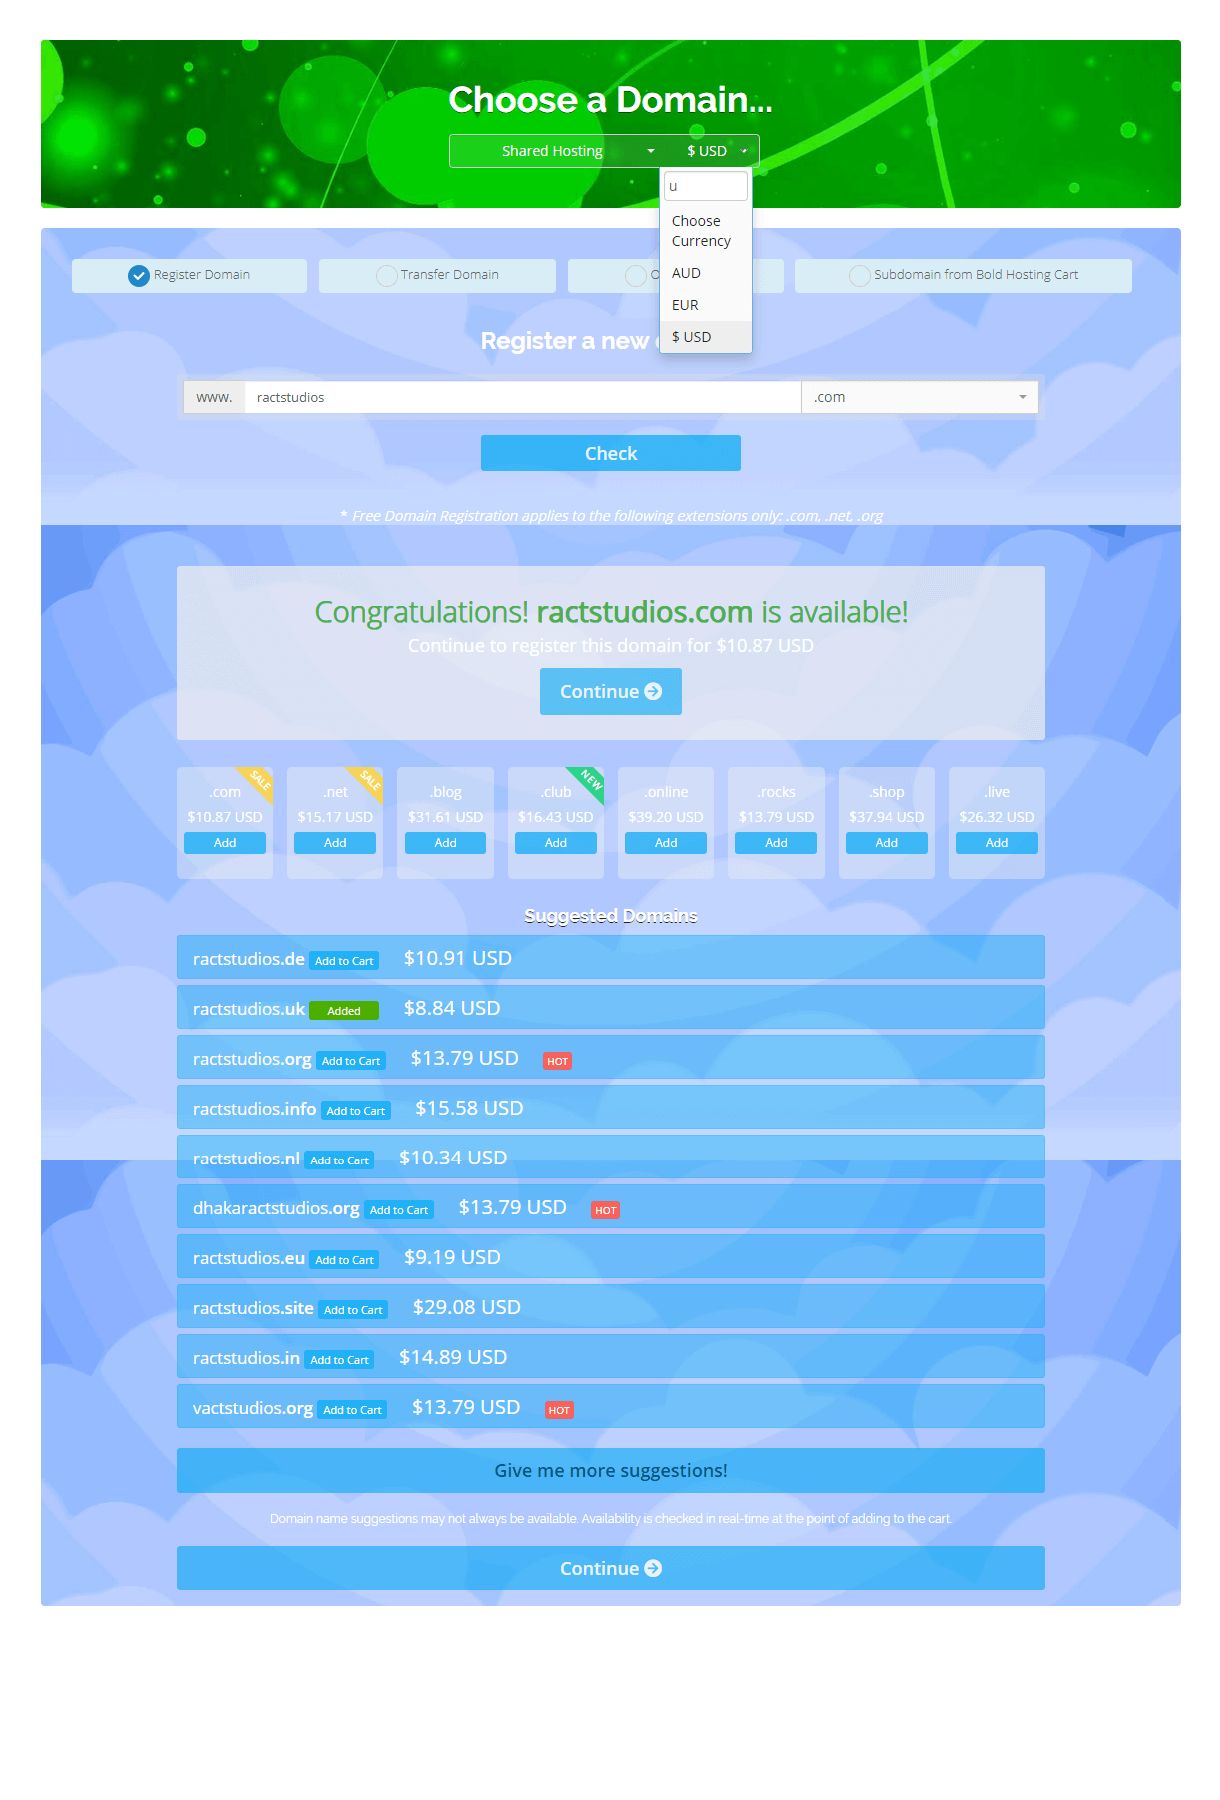 Choose a Domain...
Shared Hosting $ USD
u
Choose
Currency
AUD
EUR
$ USD
Register Domain Transfer Domain Subdomain from Bold Hosting Cart
Register a new
www. ractstudios .com
Check
* Free Domain Registration applies to the following extensions only: .com, .net, .org
Congratulations! ractstudios.com is available!
Continue to register this domain for $10.87 USD
Continue
SALE SALE NEW
.com .net .blog .club .online .rocks .shop .live
$10.87 USD $15.17 USD $31.61 USD $16.43 USD $39.20 USD $13.79 USD $37.94 USD $26.32 USD
Add Add Add Add Add Add Add Add
Suggested Domains
ractstudios.de Add to Cart $10.91 USD
ractstudios.uk Added $8.84 USD
ractstudios.org Add to Cart $13.79 USD HOT
ractstudios.info Add to Cart $15.58 USD
ractstudios.nl Add to Cart $10.34 USD
dhakaractstudios.org Add to Cart $13.79 USD HOT
ractstudios.eu Add to Cart $9.19 USD
ractstudios.site Add to Cart $29.08 USD
ractstudios.in Add to Cart $14.89 USD
vactstudios.org Add to Cart $13.79 USD HOT
Give me more suggestions!
Domain name suggestions may not always be available. Availability is checked in real-time at the point of adding to the cart.
Continue